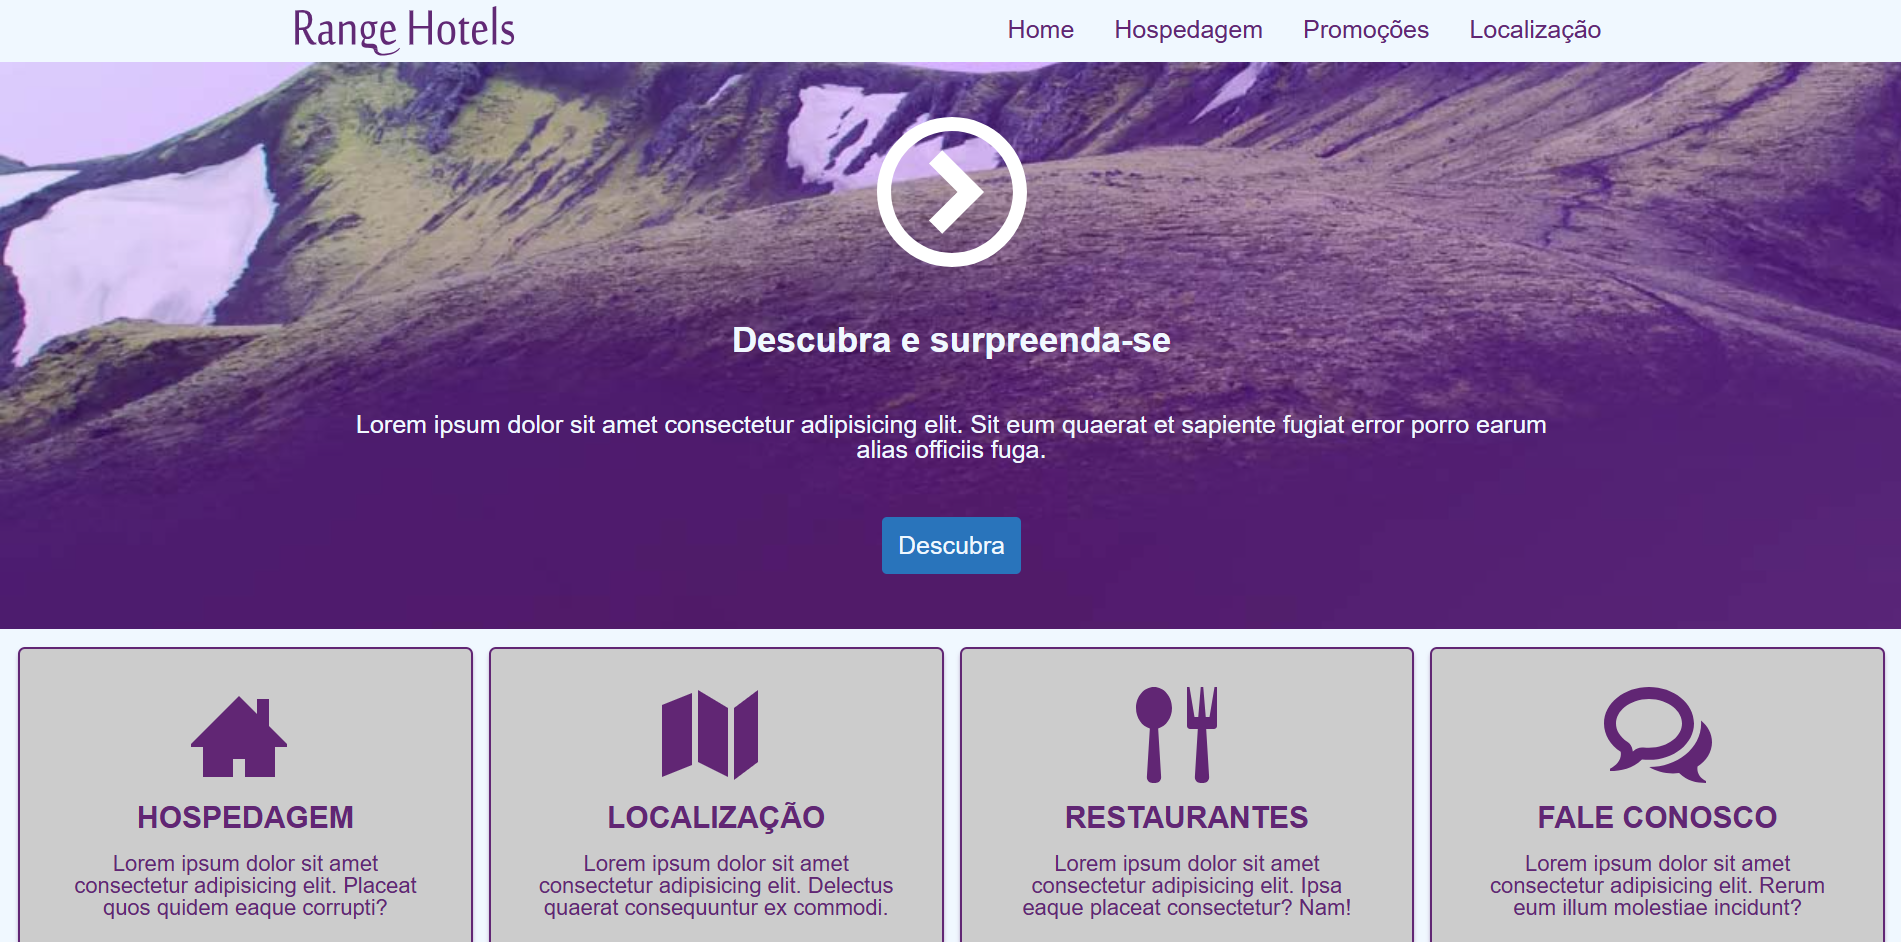 Range Hotels
Home Hospedagem Promoções Localização
Descubra e surpreenda-se
Lorem ipsum dolor sit amet consectetur adipisicing elit. Sit eum quaerat et sapiente fugiat error porro earum
alias officiis fuga.
Descubra
HOSPEDAGEM
Lorem ipsum dolor sit amet
consectetur adipisicing elit. Placeat
quos quidem eaque corrupti?
LOCALIZAÇÃO
Lorem ipsum dolor sit amet
consectetur adipisicing elit. Delectus
quaerat consequuntur ex commodi.
RESTAURANTES
Lorem ipsum dolor sit amet
consectetur adipisicing elit. Ipsa
eaque placeat consectetur? Nam!
FALE CONOSCO
Lorem ipsum dolor sit amet
consectetur adipisicing elit. Rerum
eum illum molestiae incidunt?